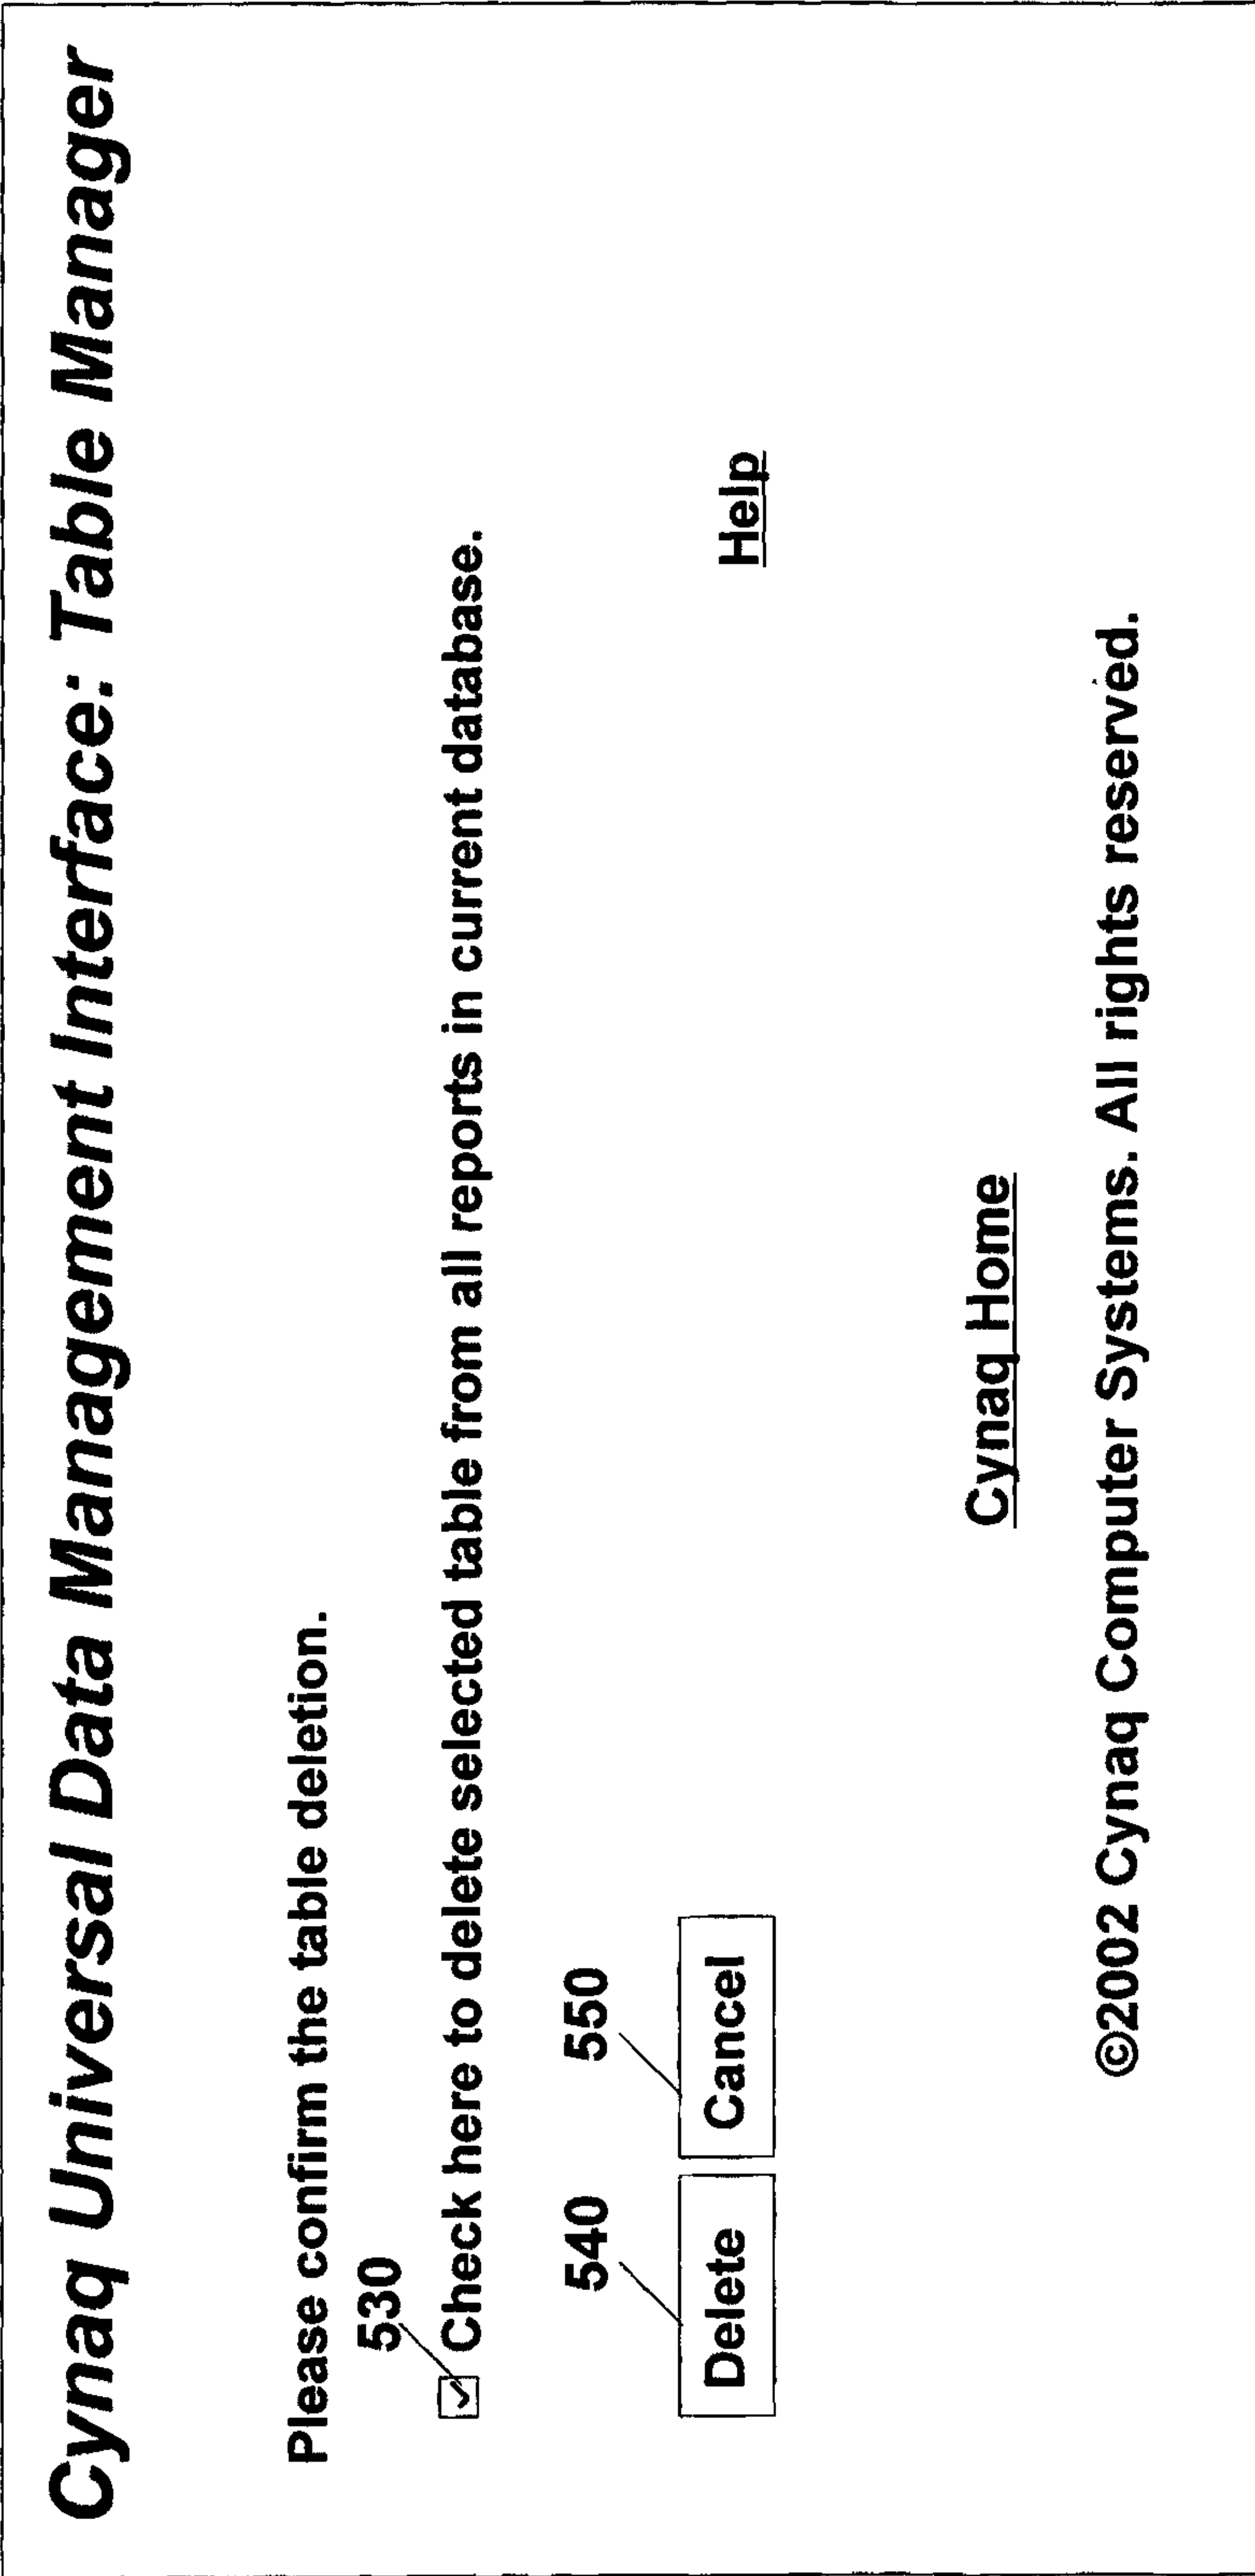 Cynaq Universal Data Management Interface: Table Manager
Please confirm the table deletion.
530
Check here to delete selected table from all reports in current database.
540 550
Delete Cancel Help
Cynaq Home
©2002 Cynaq Computer Systems. All rights reserved.